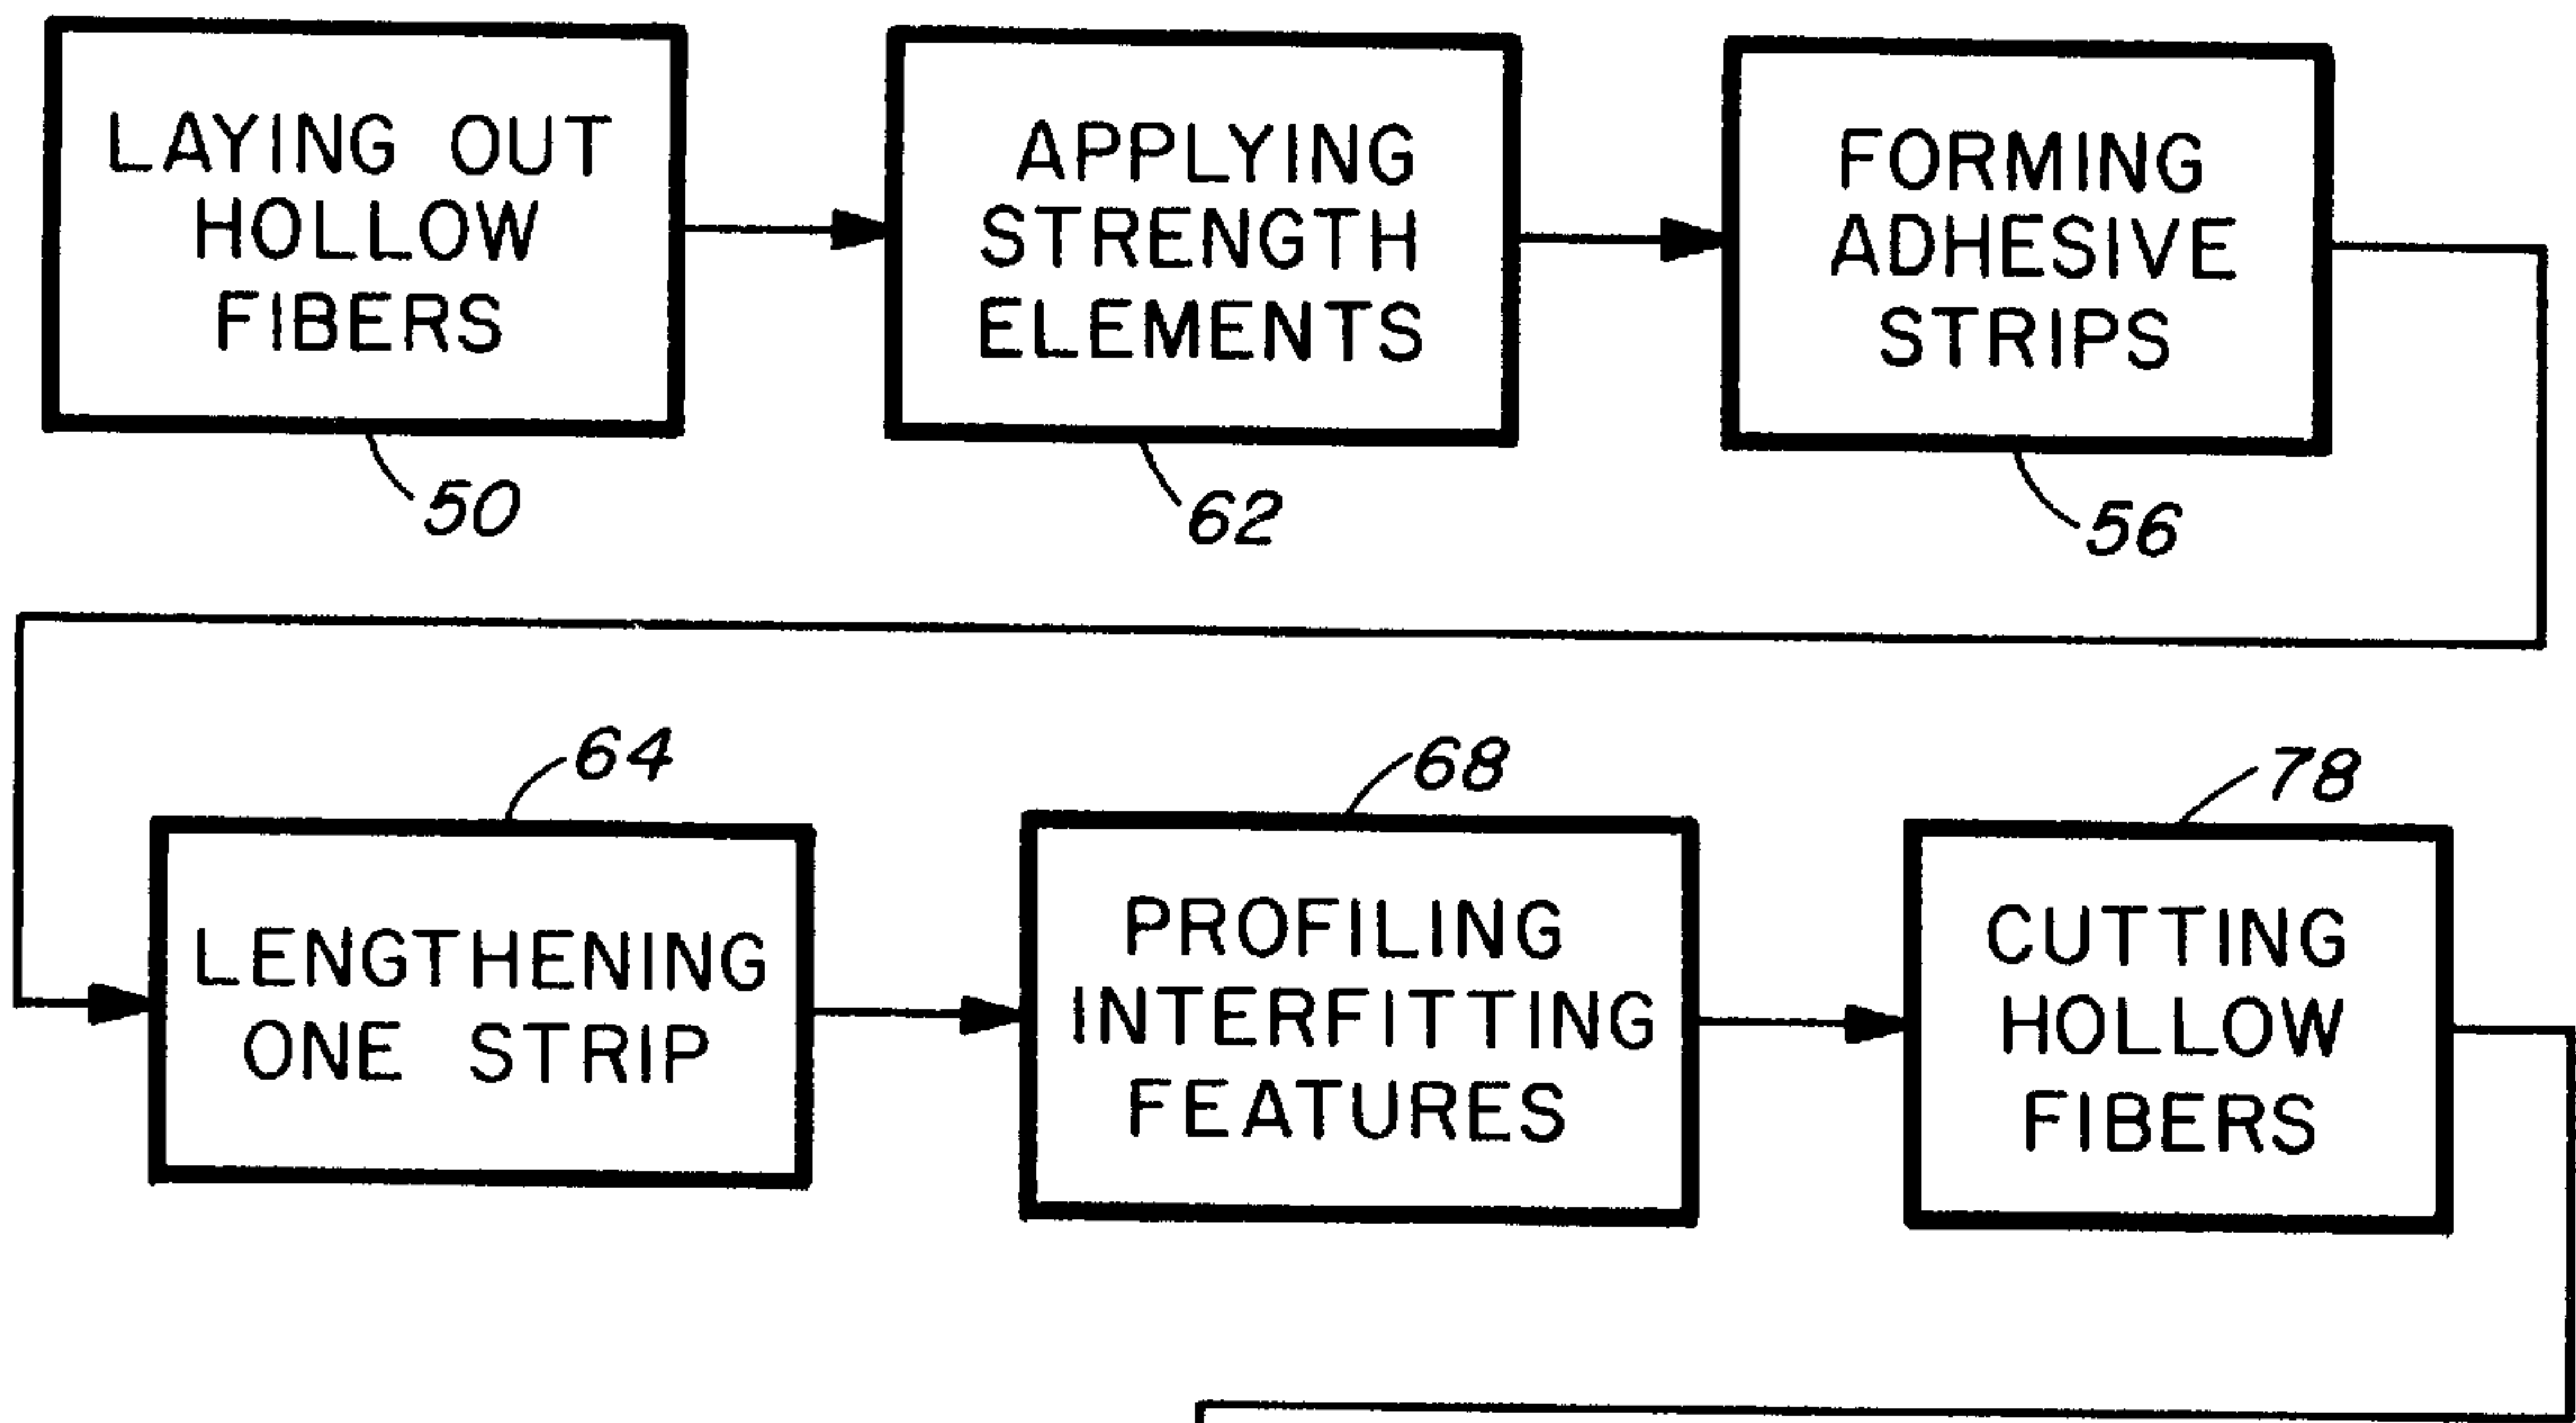 LAYING OUT
HOLLOW
FIBERS
50
APPLYING
STRENGTH
ELEMENTS
62
FORMING
ADHESIVE
STRIPS
56
64
LENGTHENING
ONE STRIP
68
PROFILING
INTERFITTING
FEATURES
78
CUTTING
HOLLOW
FIBERS